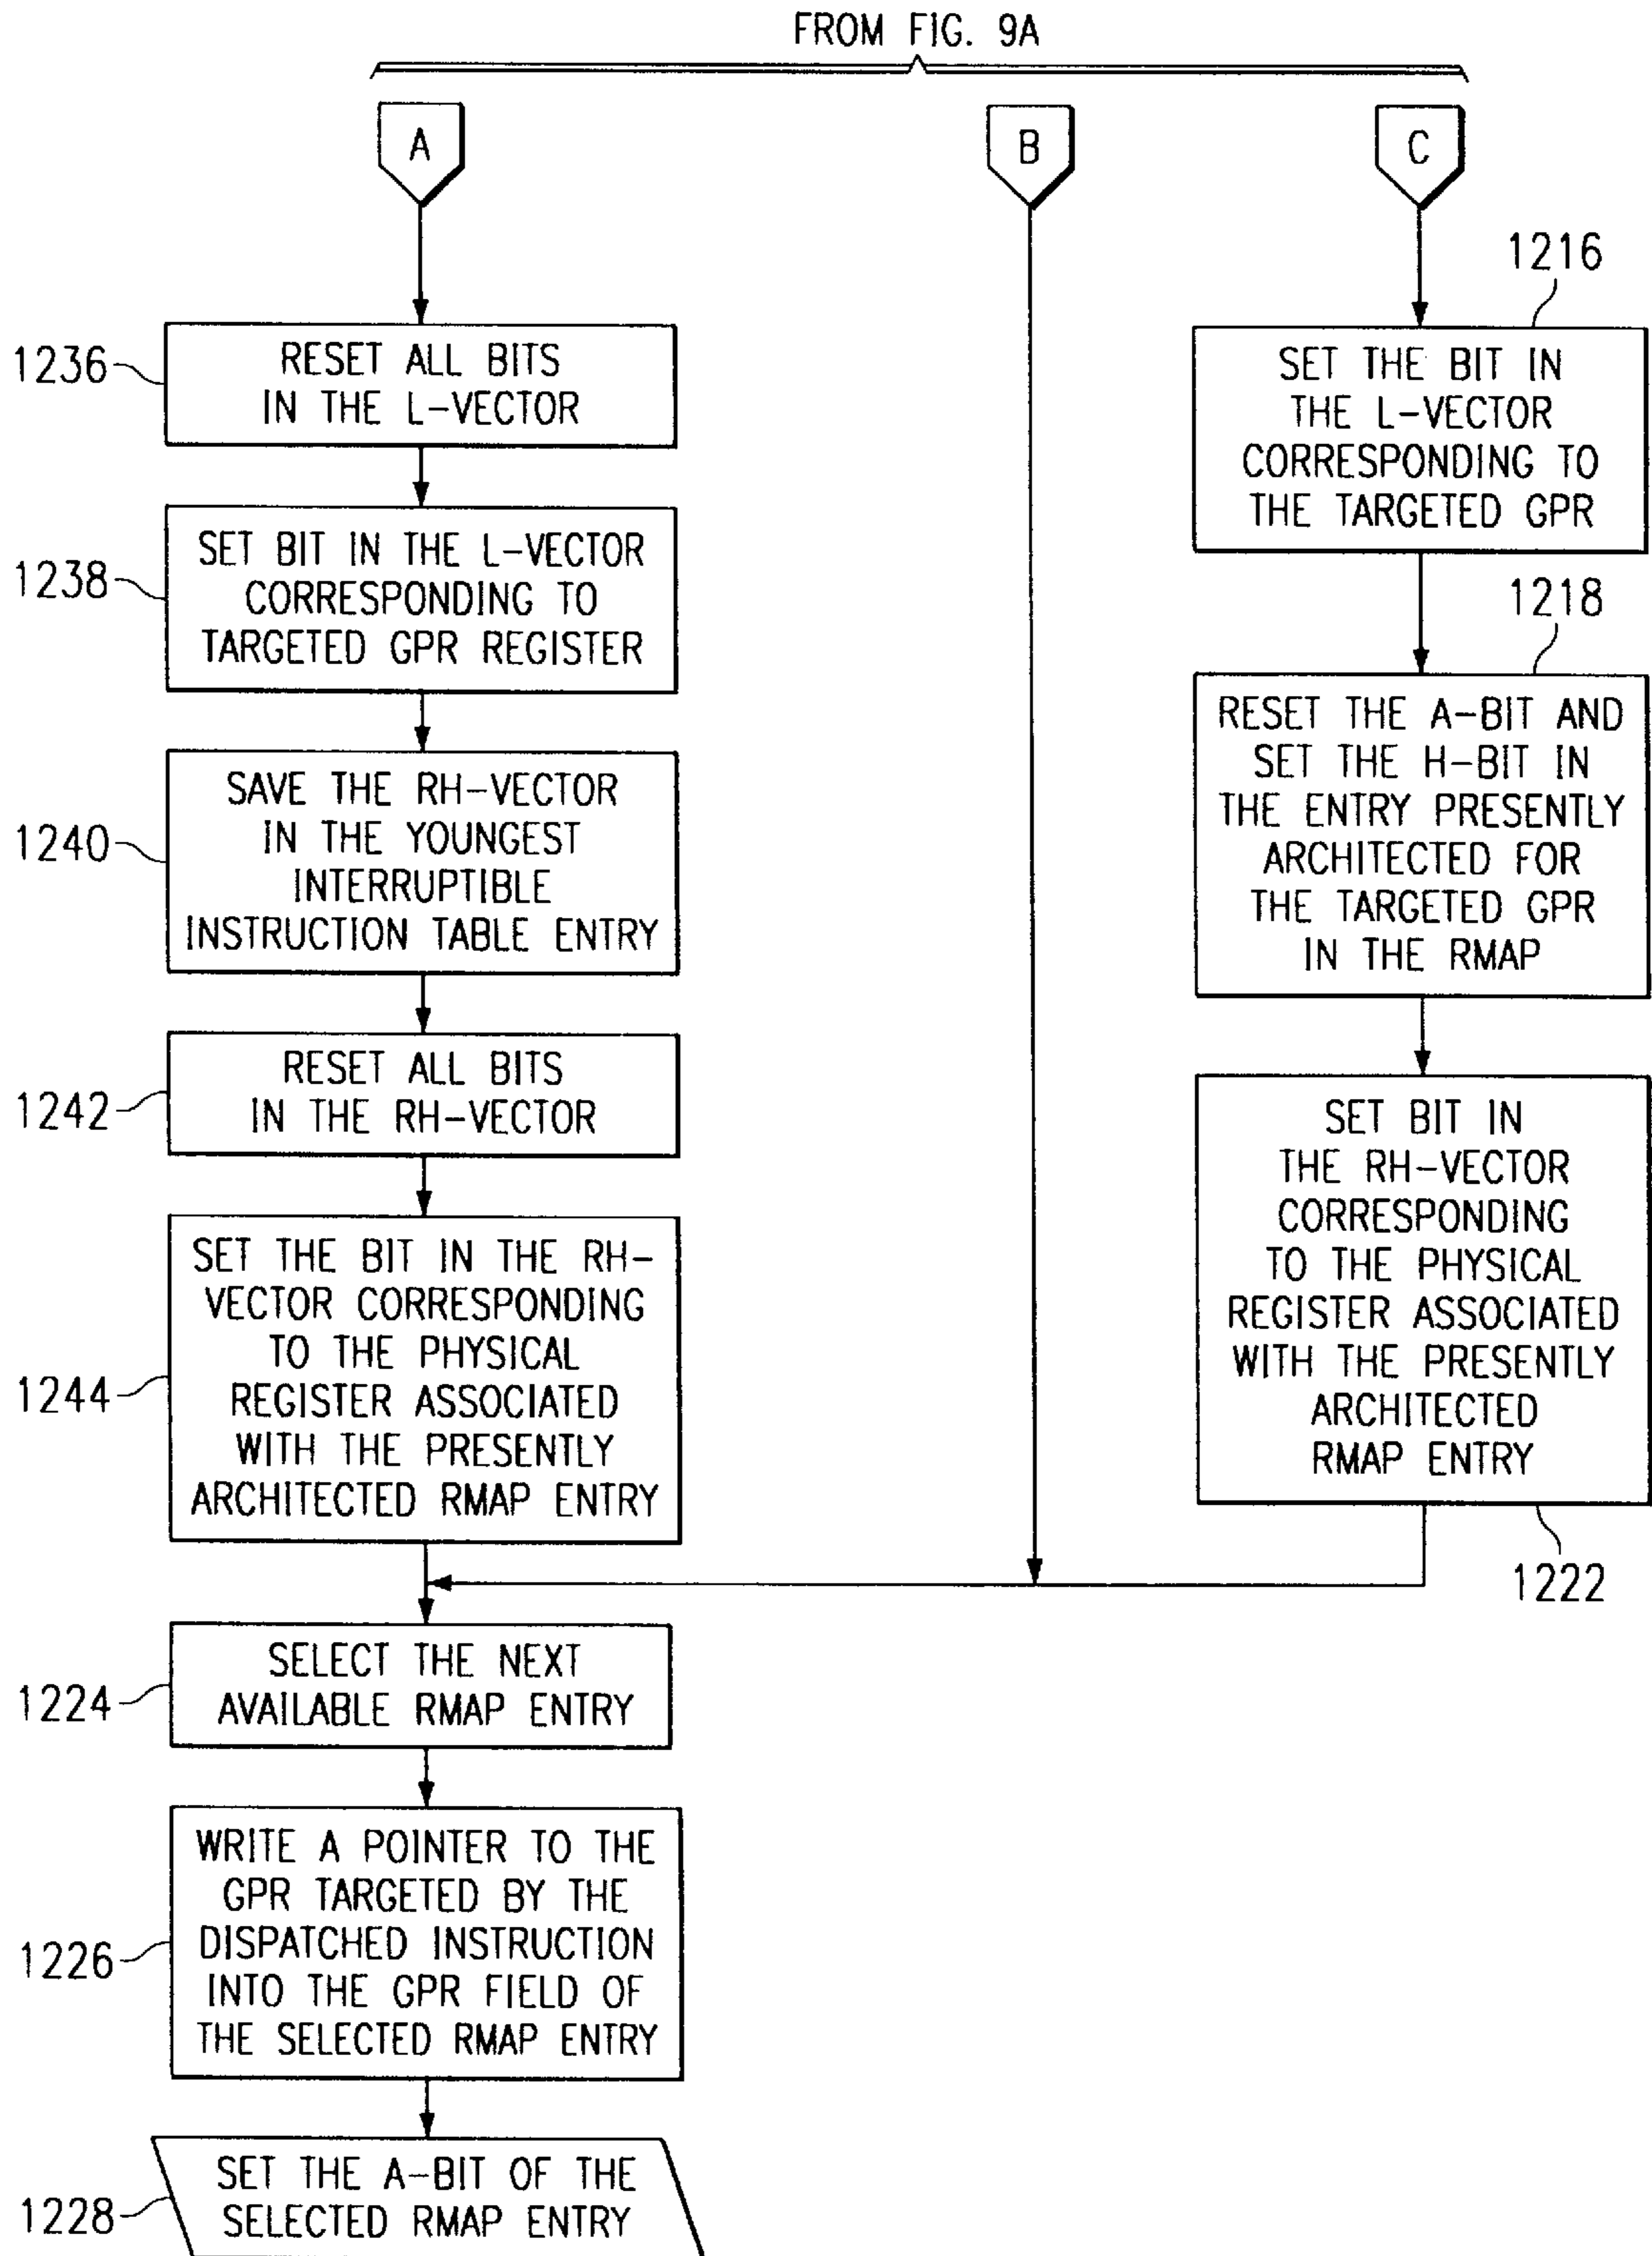 FROM FIG. 9A
A
B
C
1236
RESET ALL BITS
IN THE L-VECTOR
1238
SET BIT IN THE L-VECTOR
CORRESPONDING TO
TARGETED GPR REGISTER
1240
SAVE THE RH-VECTOR
IN THE YOUNGEST
INTERRUPTIBLE
INSTRUCTION TABLE ENTRY
1242
RESET ALL BITS
IN THE RH-VECTOR
1244
SET THE BIT IN THE RH-
VECTOR CORRESPONDING
TO THE PHYSICAL
REGISTER ASSOCIATED
WITH THE PRESENTLY
ARCHITECTED RMAP ENTRY
1216
SET THE BIT IN
THE L-VECTOR
CORRESPONDING TO
THE TARGETED GPR
1218
RESET THE A-BIT AND
SET THE H-BIT IN
THE ENTRY PRESENTLY
ARCHITECTED FOR
THE TARGETED GPR
IN THE RMAP
SET BIT IN
THE RH-VECTOR
CORRESPONDING
TO THE PHYSICAL
REGISTER ASSOCIATED
WITH THE PRESENTLY
ARCHITECTED
RMAP ENTRY
1222
1224
SELECT THE NEXT
AVAILABLE RMAP ENTRY
1226
WRITE A POINTER TO THE
GPR TARGETED BY THE
DISPATCHED INSTRUCTION
INTO THE GPR FIELD OF
THE SELECTED RMAP ENTRY
1228
SET THE A-BIT OF THE
SELECTED RMAP ENTRY